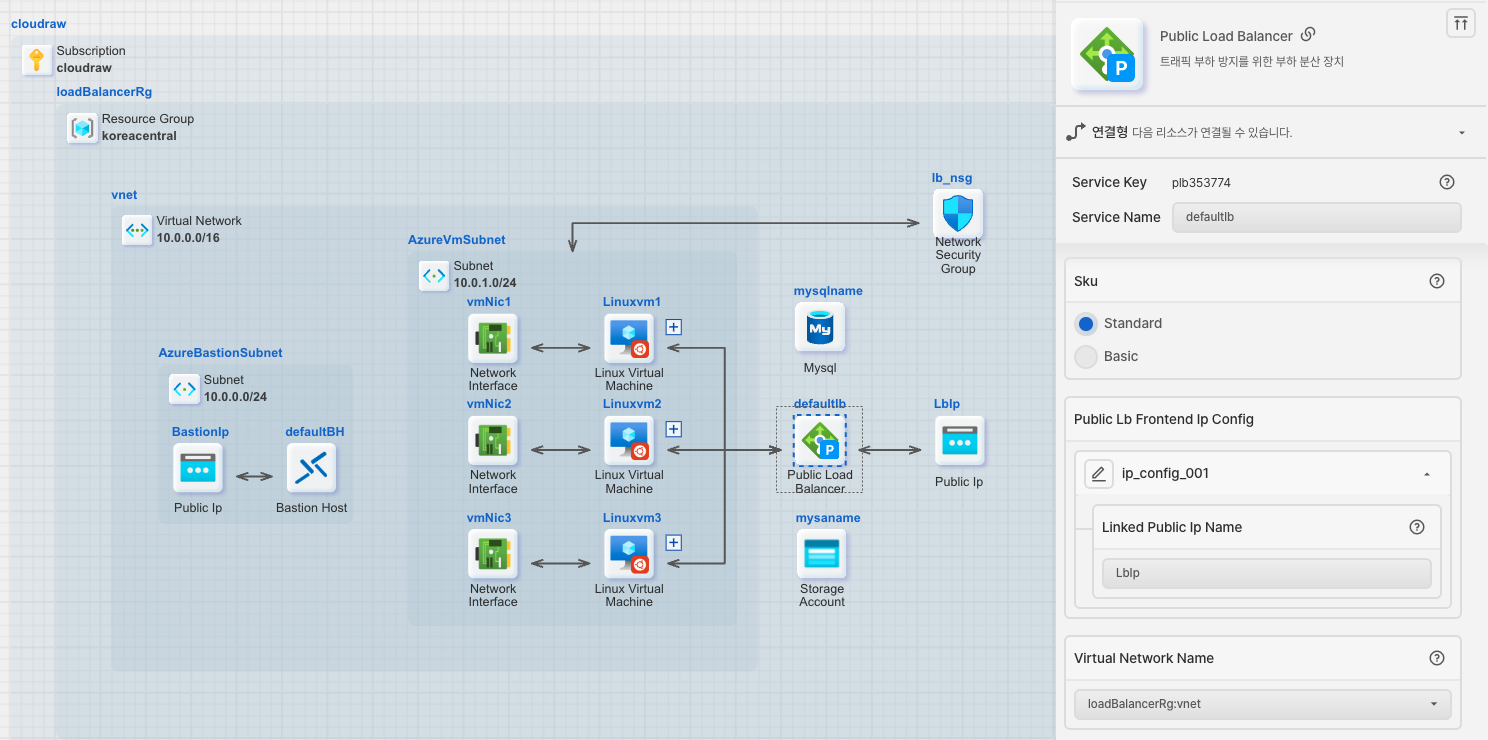 cloudraw
Subscription
cloudraw
loadBalancerRg
Resource Group
koreacentral
vnet
Virtual Network
10.0.0.0/16
AzureBastionSubnet
Subnet
10.0.0.0/24
BastionIp
Public Ip
defaultBH
Bastion Host
AzureVmSubnet
Subnet
10.0.1.0/24
vmNic1
Network
Interface
Linuxvm1
Linux Virtual
Machine
vmNic2
Network
Interface
Linuxvm2
Linux Virtual
Machine
vmNic3
Network
Interface
Linuxvm3
Linux Virtual
Machine
lb_nsg
Network
Security
Group
mysqlname
My
Mysql
defaultlb
P
Public Load
Balancer
LbIp
Public Ip
mysaname
Storage
Account
P
Public Load Balancer
트래픽 부하 방지를 위한 부하 분산 장치
연결형 다음 리소스가 연결될 수 있습니다.
Service Key plb353774
Service Name defaultlb
Sku
Standard
Basic
Public Lb Frontend Ip Config
ip_config_001
Linked Public Ip Name
LbIp
Virtual Network Name
loadBalancerRg:vnet